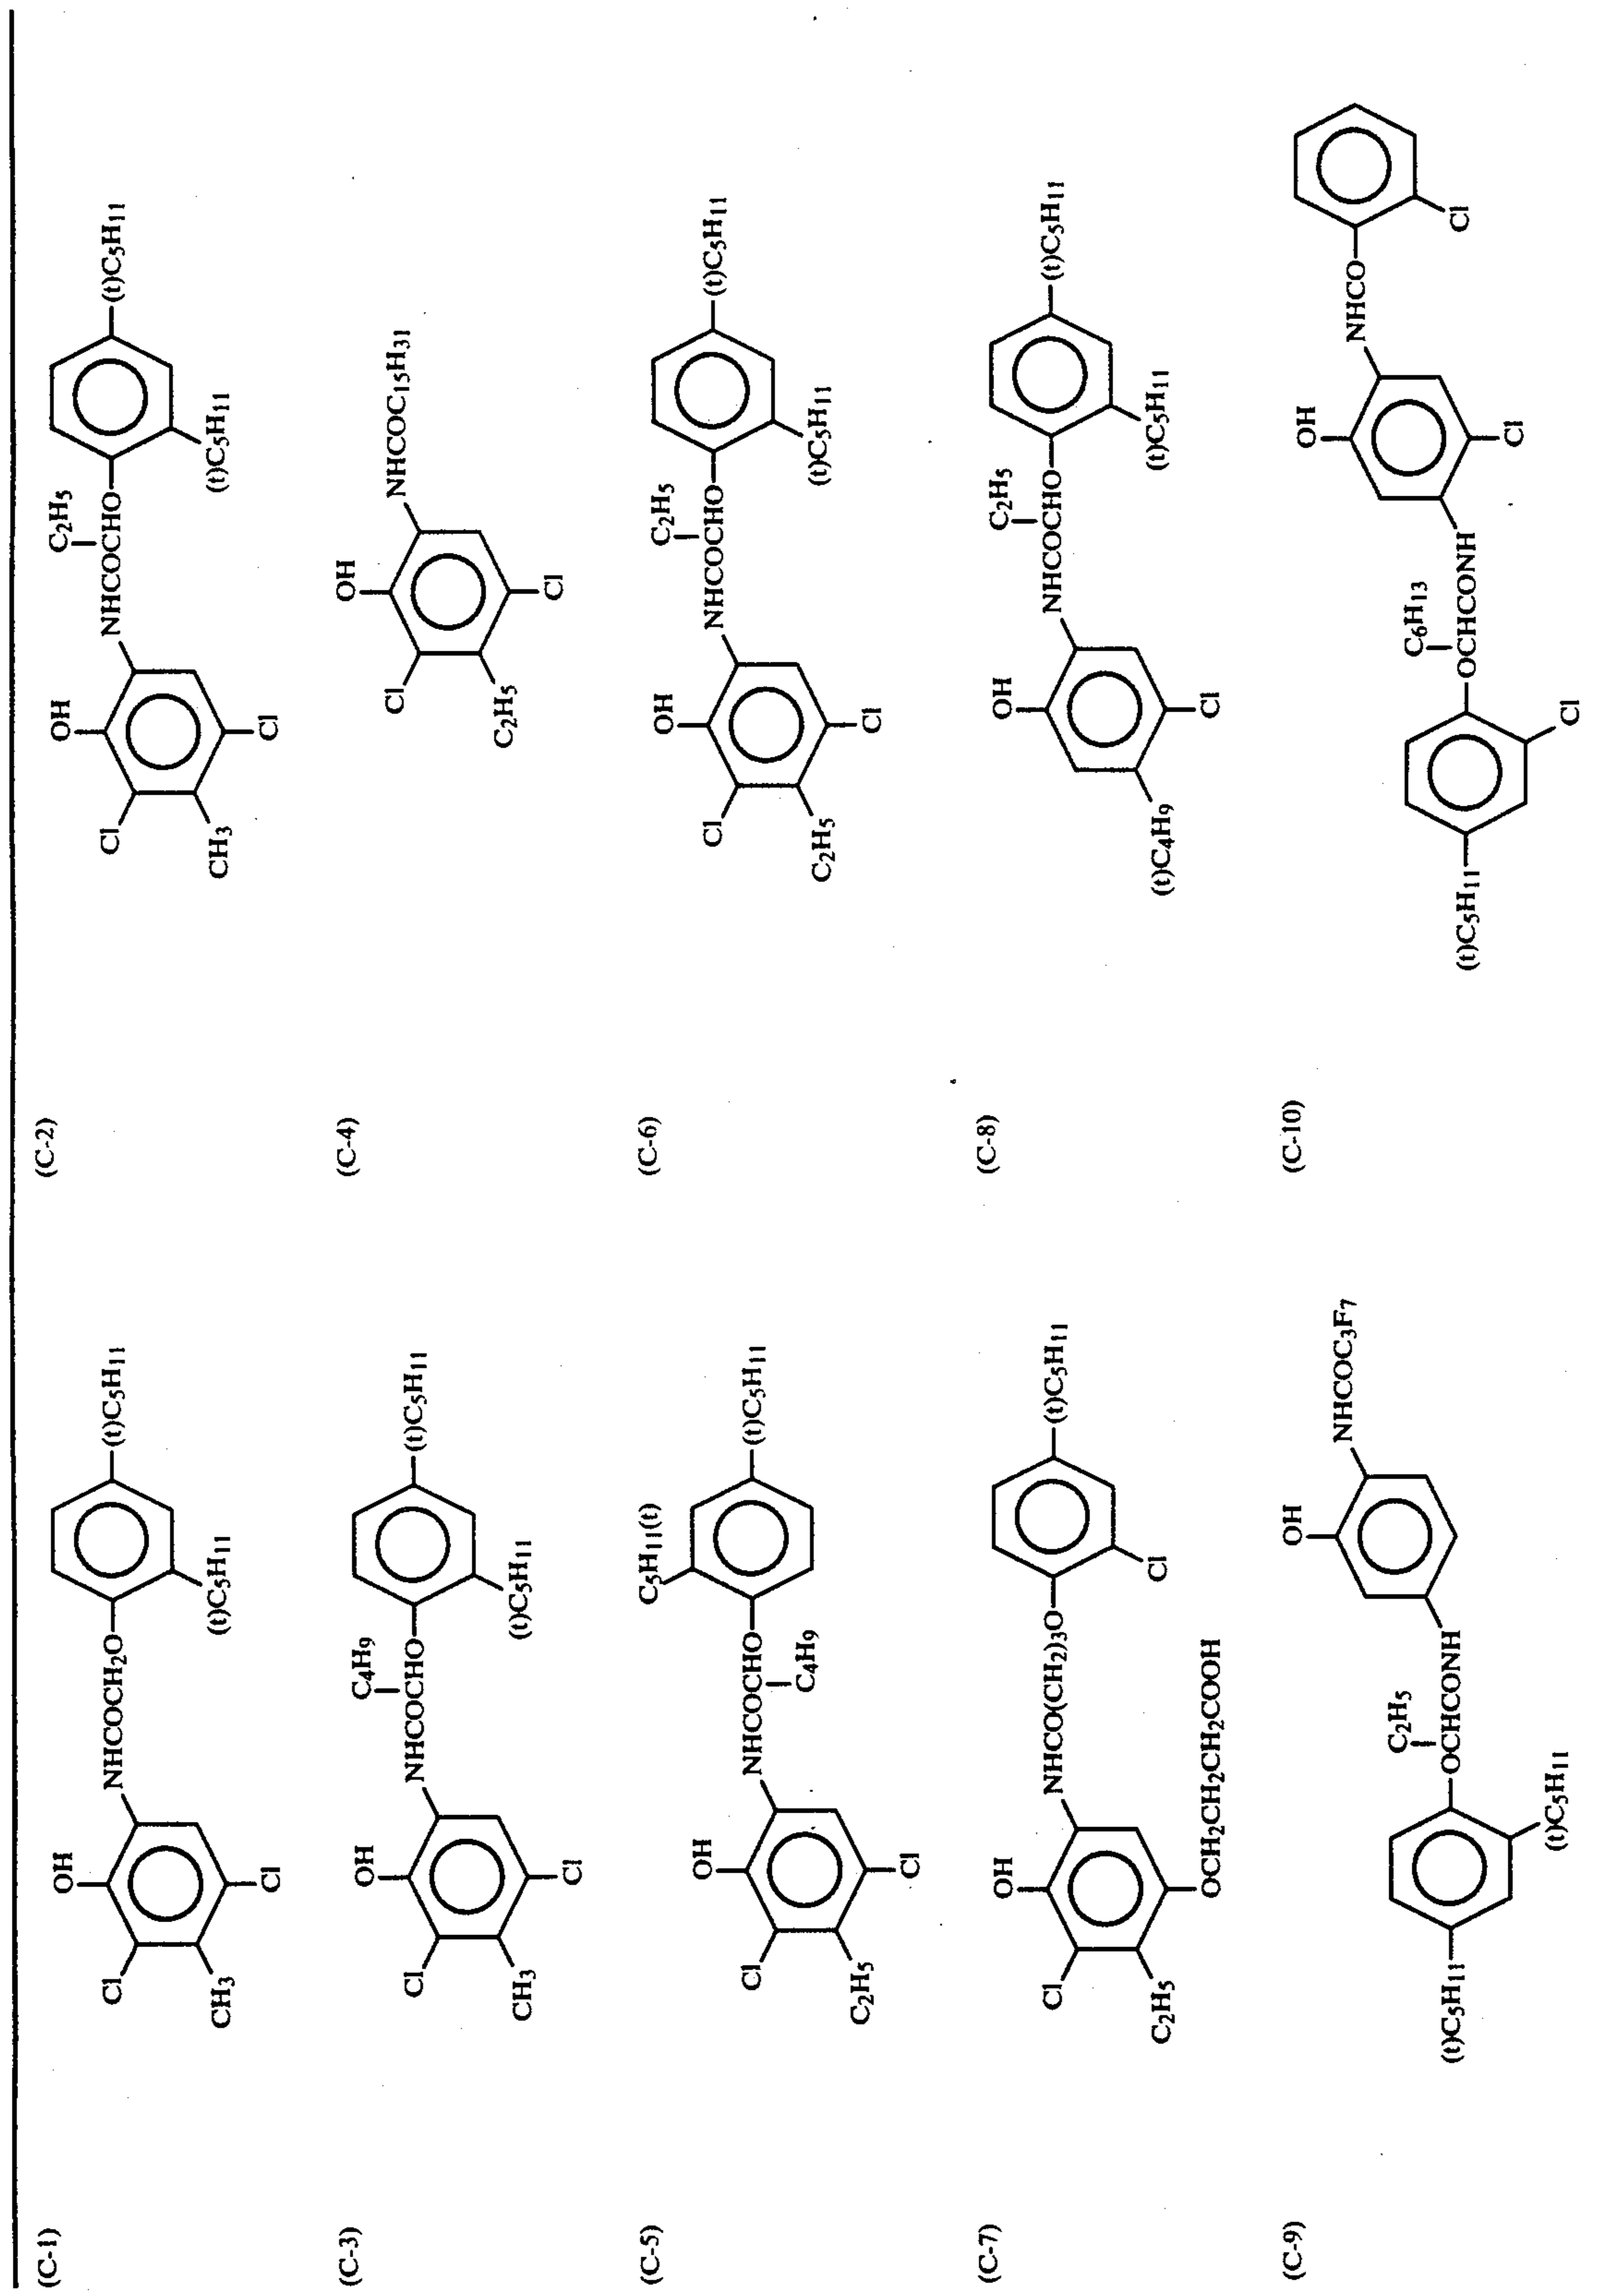 (C-1)
OH
Cl
NHCOCH2O
(t)C5H11
(t)C5H11
CH3
Cl
(C-2)
OH
Cl
NHCOCHO
C2H5
(t)C5H11
(t)C5H11
CH3
Cl
(C-3)
OH
Cl
NHCOCHO
C4H9
(t)C5H11
(t)C5H11
CH3
Cl
(C-4)
OH
Cl
NHCOC15H31
C2H5
Cl
(C-5)
OH
Cl
NHCOCHO
C4H9
C5H11(t)
(t)C5H11
C2H5
Cl
(C-6)
OH
Cl
NHCOCHO
C2H5
(t)C5H11
(t)C5H11
C2H5
Cl
(C-7)
OH
Cl
NHCO(CH2)3O
(t)C5H11
Cl
C2H5
OCH2CH2CH2COOH
(C-8)
OH
NHCOCHO
C2H5
(t)C5H11
(t)C5H11
(t)C4H9
Cl
(C-9)
OH
NHCOC3F7
C2H5
(t)C5H11
OCHCONH
(t)C5H11
(C-10)
OH
NHCO
Cl
C6H13
(t)C5H11
OCHCONH
Cl
Cl